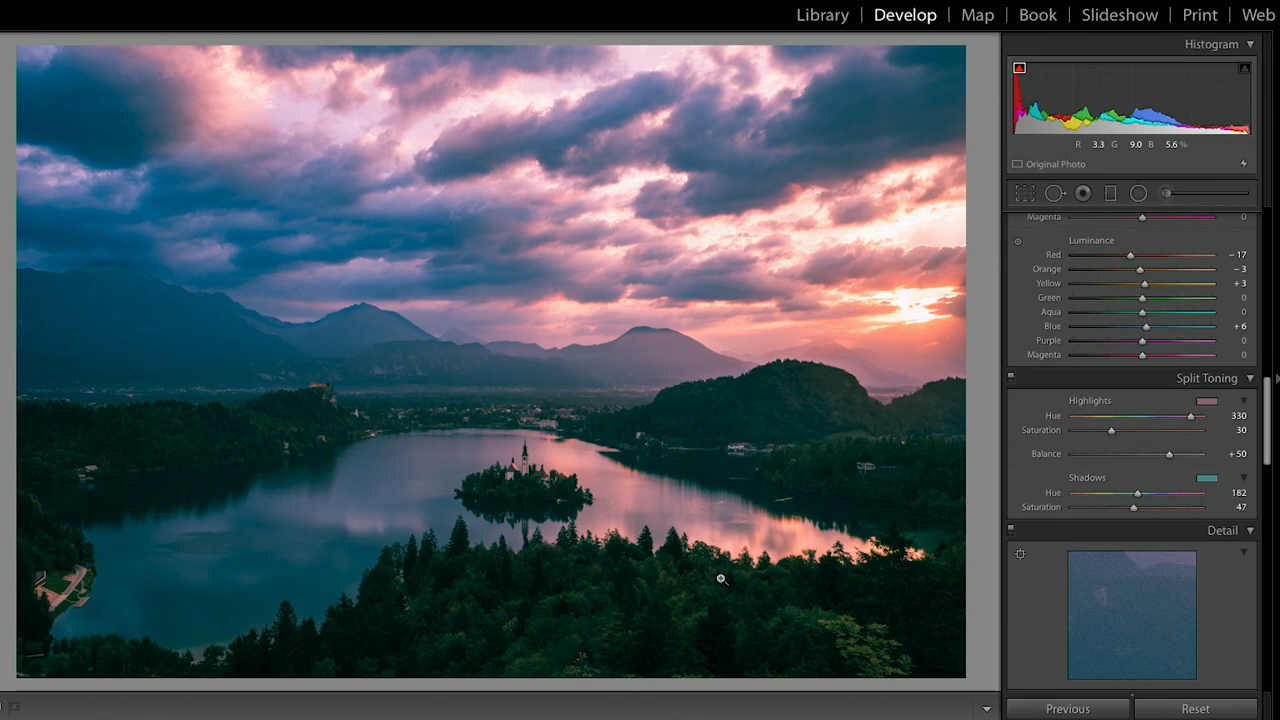 Library | Develop | Map | Book | Slideshow | Print | Web
Histogram
R 3.3 G 9.0 B 5.6 %
Original Photo
Magenta 0
Luminance
Red − 17
Orange − 3
Yellow + 3
Green 0
Aqua 0
Blue + 6
Purple 0
Magenta 0
Split Toning
Highlights
Hue 330
Saturation 30
Balance + 50
Shadows
Hue 182
Saturation 47
Detail
Previous Reset